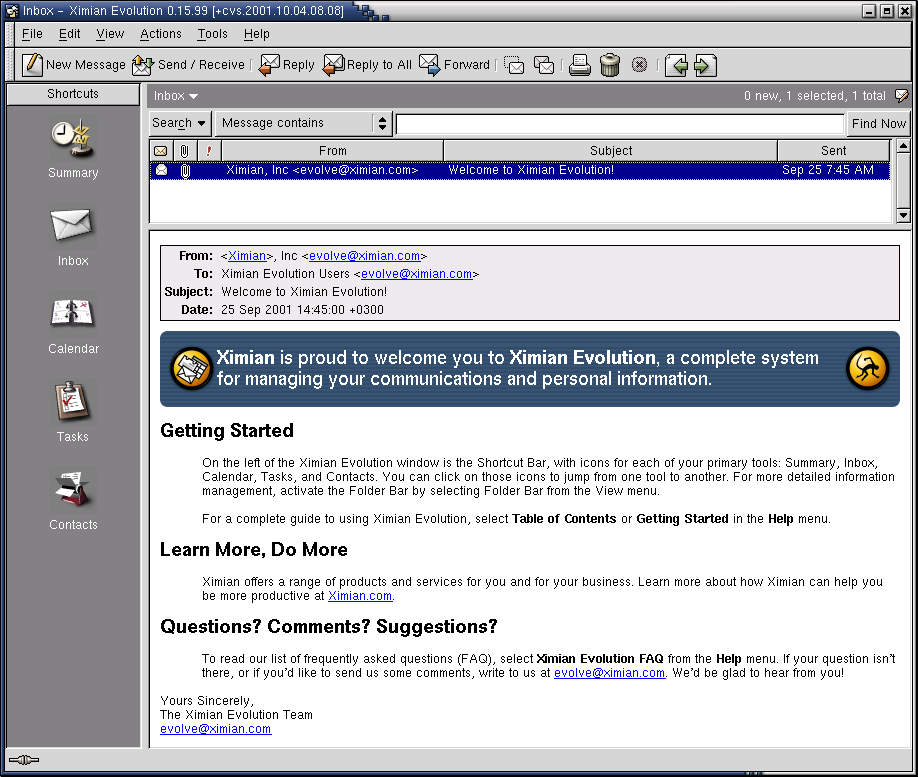 Inbox - Ximian Evolution 0.15.99 [+cvs.2001.10.04.08.08]
File Edit View Actions Tools Help
New Message Send / Receive Reply Reply to All Forward
Shortcuts
Inbox 0 new, 1 selected, 1 total
Search Message contains Find Now
! From Subject Sent
Ximian, Inc <evolve@ximian.com> Welcome to Ximian Evolution! Sep 25 7:45 AM
Summary
Inbox
Calendar
Tasks
Contacts
From: <Ximian>, Inc <evolve@ximian.com>
To: Ximian Evolution Users <evolve@ximian.com>
Subject: Welcome to Ximian Evolution!
Date: 25 Sep 2001 14:45:00 +0300
Ximian is proud to welcome you to Ximian Evolution, a complete system
for managing your communications and personal information.
Getting Started
On the left of the Ximian Evolution window is the Shortcut Bar, with icons for each of your primary tools: Summary, Inbox,
Calendar, Tasks, and Contacts. You can click on those icons to jump from one tool to another. For more detailed information
management, activate the Folder Bar by selecting Folder Bar from the View menu.
For a complete guide to using Ximian Evolution, select Table of Contents or Getting Started in the Help menu.
Learn More, Do More
Ximian offers a range of products and services for you and for your business. Learn more about how Ximian can help you
be more productive at Ximian.com.
Questions? Comments? Suggestions?
To read our list of frequently asked questions (FAQ), select Ximian Evolution FAQ from the Help menu. If your question isn't
there, or if you'd like to send us some comments, write to us at evolve@ximian.com. We'd be glad to hear from you!
Yours Sincerely,
The Ximian Evolution Team
evolve@ximian.com